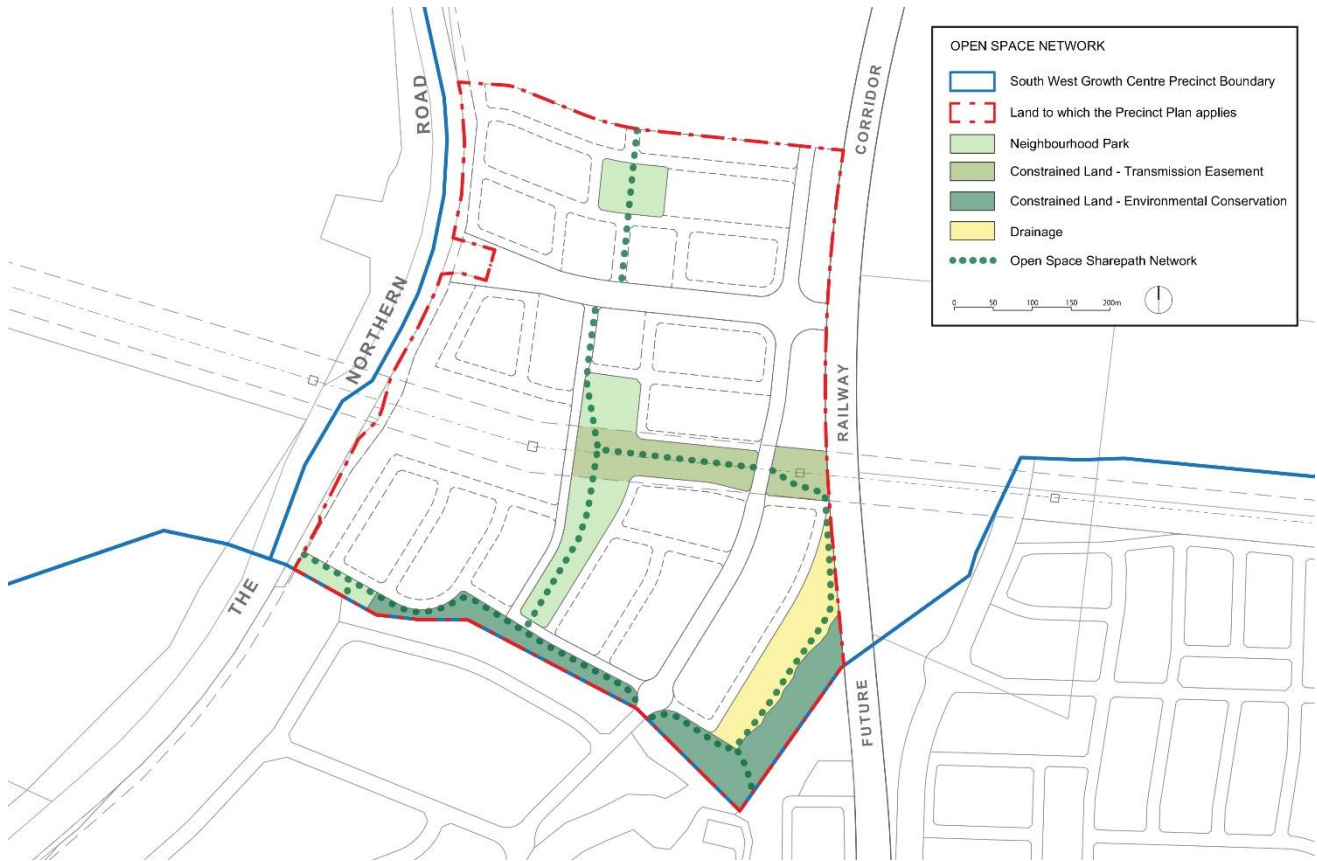 OPEN SPACE NETWORK
South West Growth Centre Precinct Boundary
Land to which the Precinct Plan applies
Neighbourhood Park
Constrained Land - Transmission Easement
Constrained Land - Environmental Conservation
Drainage
Open Space Sharepath Network
0 50 100 150 200m
THE
NORTHERN
ROAD
FUTURE
RAILWAY
CORRIDOR